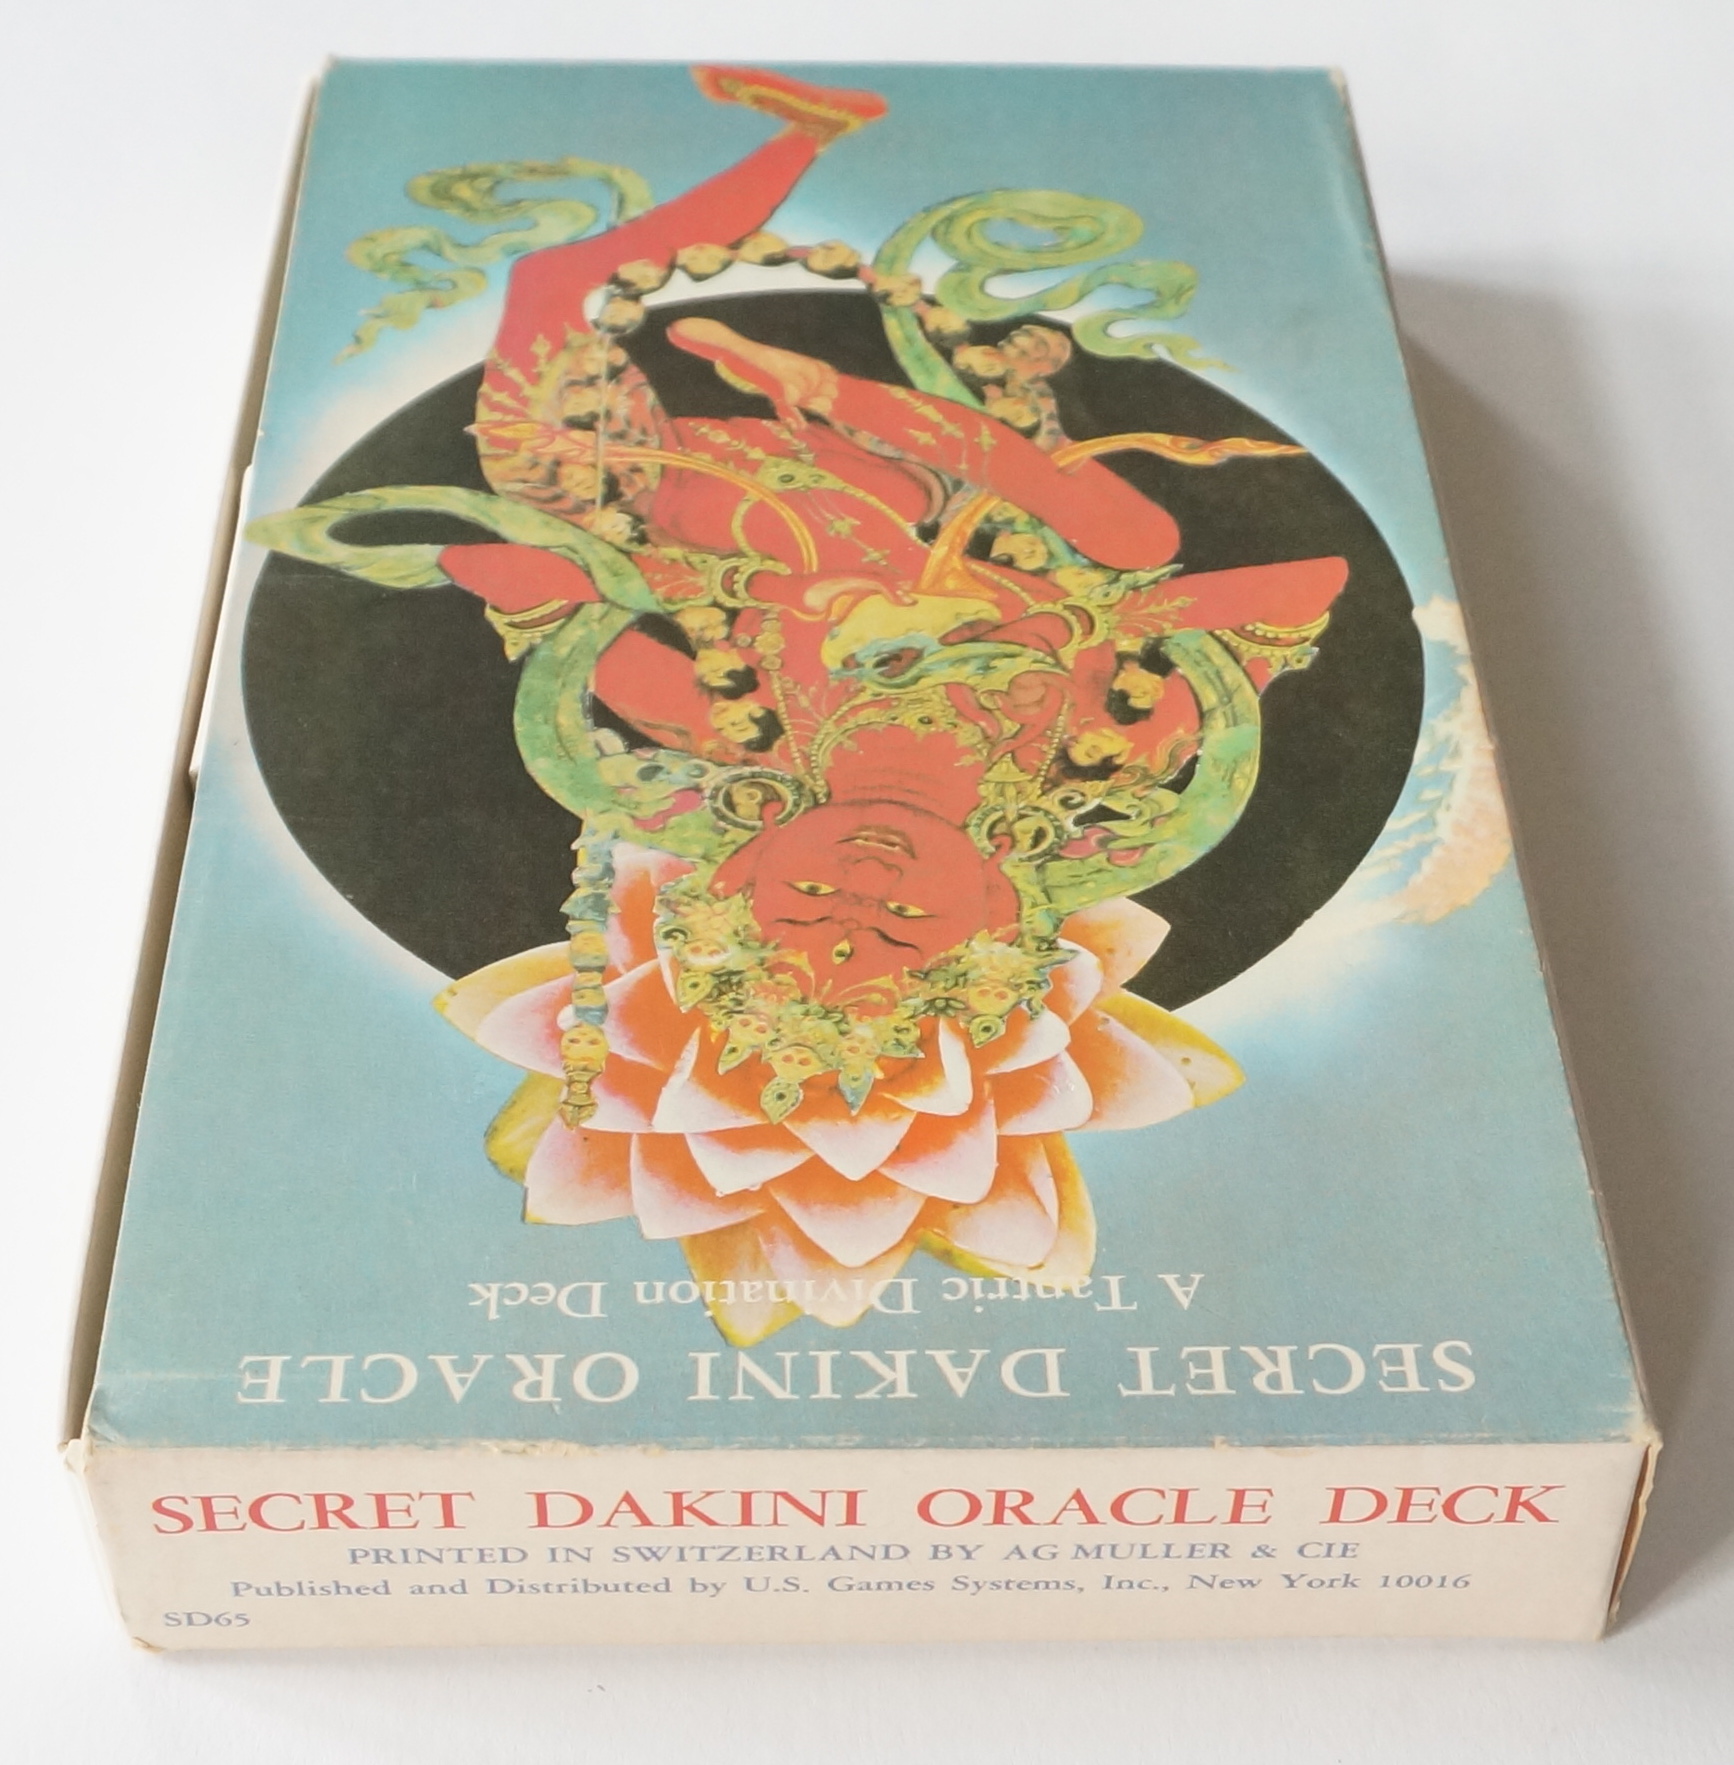 SECRET DAKINI ORACLE
A Tantric Divination Deck
SECRET DAKINI ORACLE DECK
PRINTED IN SWITZERLAND BY AG MULLER & CIE
Published and Distributed by U.S. Games Systems, Inc., New York 10016
SD65